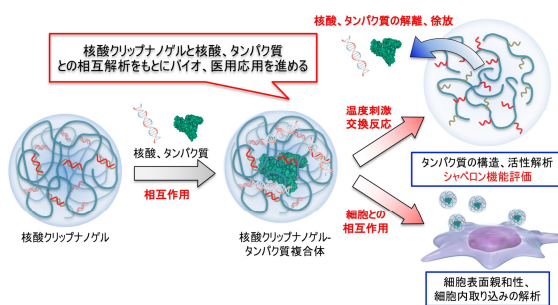 核酸クリップナノゲルと核酸、タンパク質
との相互解析をもとにバイオ、医用応用を進める
核酸、タンパク質の解離、徐放
核酸、タンパク質
相互作用
温度刺激
交換反応
タンパク質の構造、活性解析
シャペロン機能評価
核酸クリップナノゲル
核酸クリップナノゲル-
タンパク質複合体
細胞との
相互作用
細胞表面親和性、
細胞内取り込みの解析